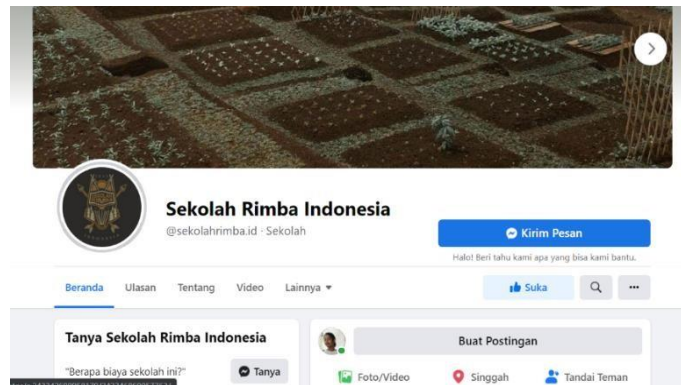 Sekolah Rimba Indonesia
@sekolahrimba.id · Sekolah
Kirim Pesan
Halo! Beri tahu kami apa yang bisa kami bantu.
Beranda Ulasan Tentang Video Lainnya
Suka
Tanya Sekolah Rimba Indonesia
"Berapa biaya sekolah ini?" Tanya
Buat Postingan
Foto/Video Singgah Tandai Teman